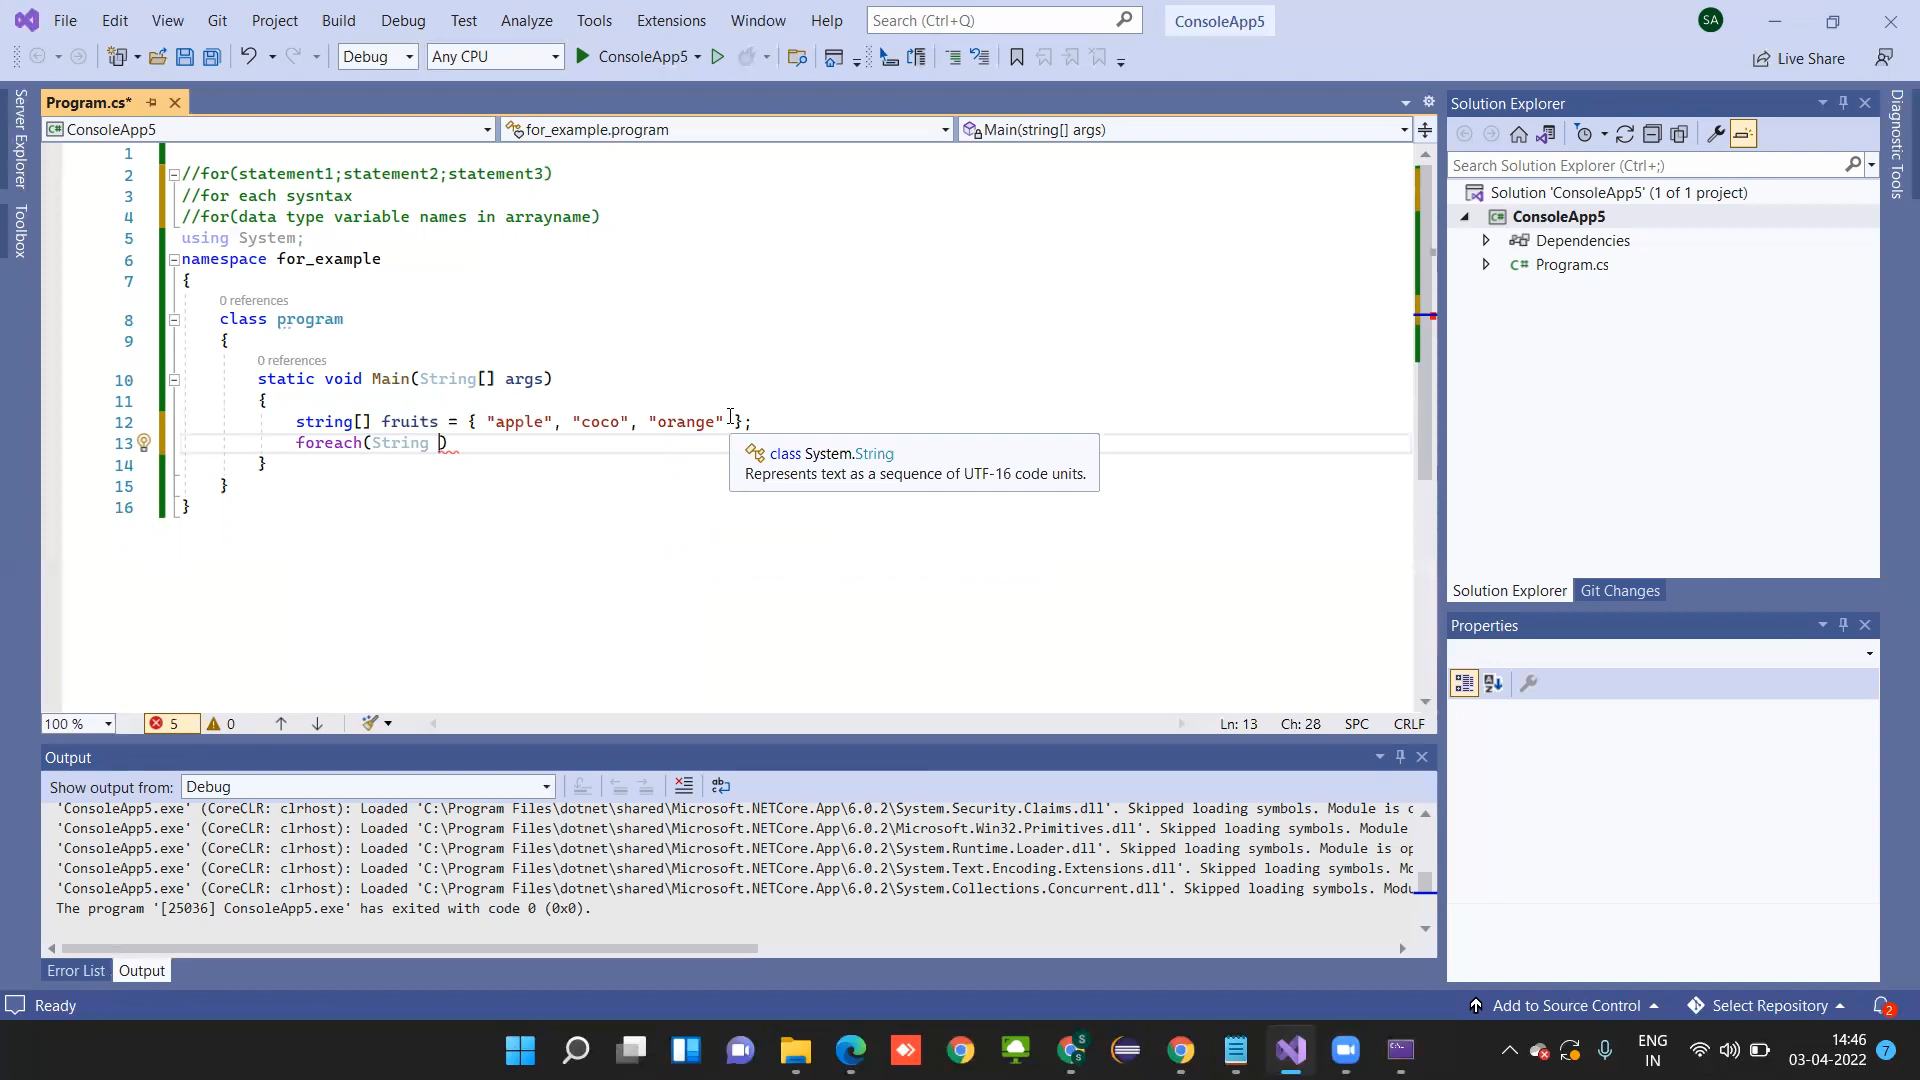 File Edit View Git Project Build Debug Test Analyze Tools Extensions Window Help Search (Ctrl+Q) ConsoleApp5 SA
Debug Any CPU ConsoleApp5 Live Share
Program.cs*
ConsoleApp5 for_example.program Main(string[] args)
1
2 //for(statement1;statement2;statement3)
3 //for each sysntax
4 //for(data type variable names in arrayname)
5 using System;
6 namespace for_example
7 {
0 references
8 class program
9 {
0 references
10 static void Main(String[] args)
11 {
12 string[] fruits = { "apple", "coco", "orange" };
13 foreach(String )
14 }
15 }
16 }
class System.String
Represents text as a sequence of UTF-16 code units.
100 % 5 0 Ln: 13 Ch: 28 SPC CRLF
Server Explorer
Toolbox
Solution Explorer
Search Solution Explorer (Ctrl+;)
Solution 'ConsoleApp5' (1 of 1 project)
ConsoleApp5
Dependencies
C# Program.cs
Solution Explorer Git Changes
Properties
Diagnostic Tools
Output
Show output from: Debug
'ConsoleApp5.exe' (CoreCLR: clrhost): Loaded 'C:\Program Files\dotnet\shared\Microsoft.NETCore.App\6.0.2\System.Security.Claims.dll'. Skipped loading symbols. Module is c
'ConsoleApp5.exe' (CoreCLR: clrhost): Loaded 'C:\Program Files\dotnet\shared\Microsoft.NETCore.App\6.0.2\Microsoft.Win32.Primitives.dll'. Skipped loading symbols. Module
'ConsoleApp5.exe' (CoreCLR: clrhost): Loaded 'C:\Program Files\dotnet\shared\Microsoft.NETCore.App\6.0.2\System.Runtime.Loader.dll'. Skipped loading symbols. Module is op
'ConsoleApp5.exe' (CoreCLR: clrhost): Loaded 'C:\Program Files\dotnet\shared\Microsoft.NETCore.App\6.0.2\System.Text.Encoding.Extensions.dll'. Skipped loading symbols. Mo
'ConsoleApp5.exe' (CoreCLR: clrhost): Loaded 'C:\Program Files\dotnet\shared\Microsoft.NETCore.App\6.0.2\System.Collections.Concurrent.dll'. Skipped loading symbols. Modu
The program '[25036] ConsoleApp5.exe' has exited with code 0 (0x0).
Error List Output
Ready Add to Source Control Select Repository 2
ENG
IN
14:46
03-04-2022
7